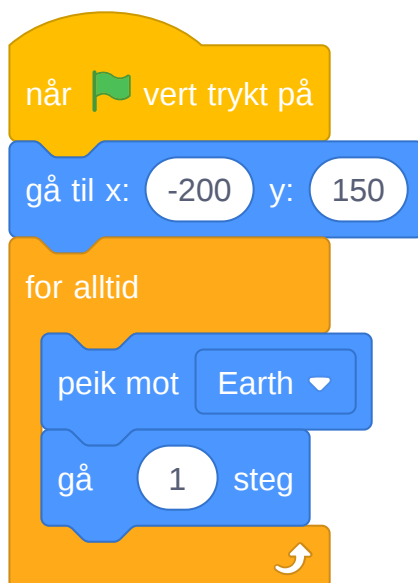 når vert trykt på
gå til x: -200 y: 150
for alltid
peik mot Earth
gå 1 steg